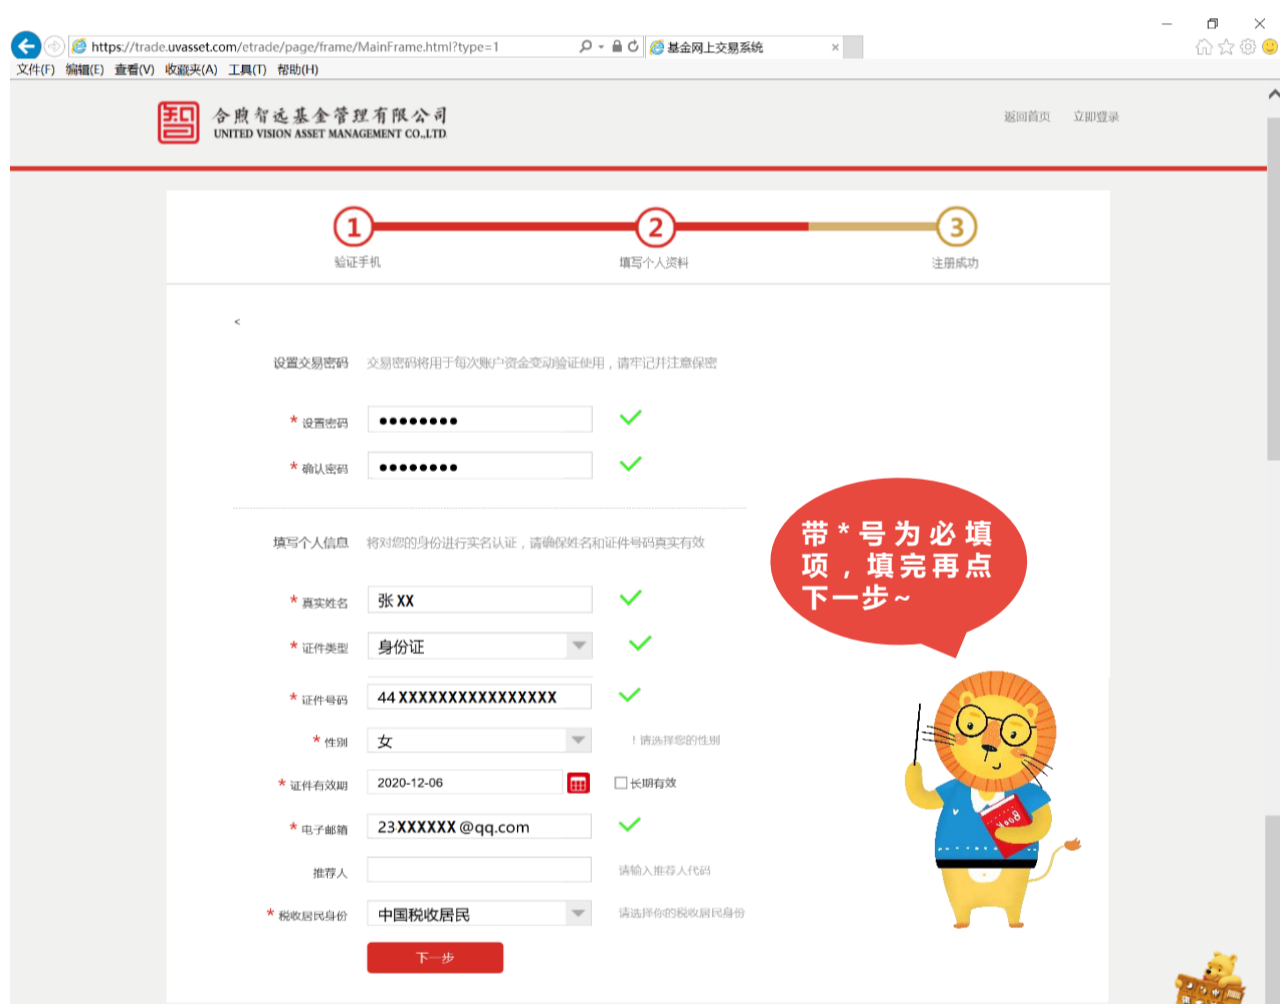 https://trade.uvasset.com/etrade/page/frame/MainFrame.html?type=1
基金网上交易系统
文件(F) 编辑(E) 查看(V) 收藏夹(A) 工具(T) 帮助(H)
合煦智远基金管理有限公司
UNITED VISION ASSET MANAGEMENT CO.,LTD
返回首页 立即登录
1 2 3
验证手机 填写个人资料 注册成功
<
设置交易密码 交易密码将用于每次账户资金变动验证使用，请牢记并注意保密
* 设置密码 ●●●●●●●●
* 确认密码 ●●●●●●●●
填写个人信息 将对您的身份进行实名认证，请确保姓名和证件号码真实有效
带*号为必填
项，填完再点
下一步~
* 真实姓名 张 XX
* 证件类型 身份证
* 证件号码 44 XXXXXXXXXXXXXXXX
* 性别 女 ! 请选择您的性别
* 证件有效期 2020-12-06 长期有效
* 电子邮箱 23XXXXXX @qq.com
推荐人 请输入推荐人代码
* 税收居民身份 中国税收居民 请选择你的税收居民身份
下一步
Book